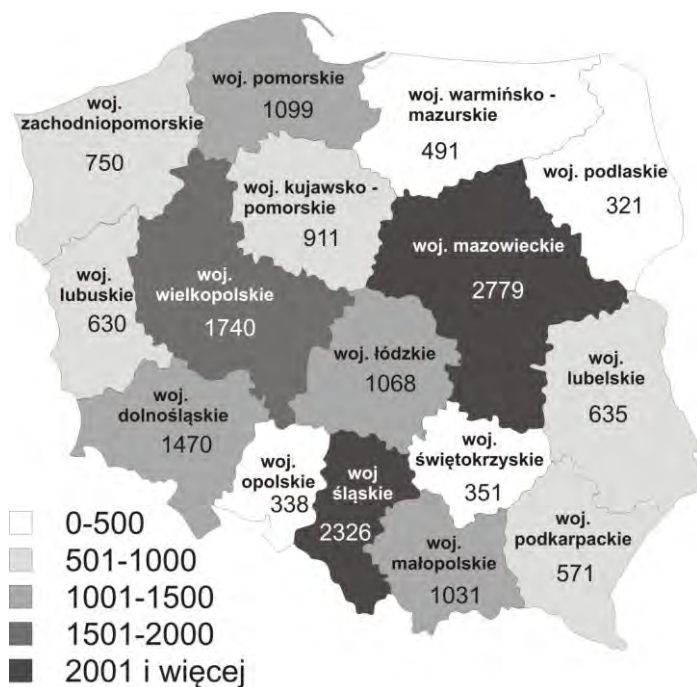 woj. pomorskie
1099
woj. warmińsko -
mazurskie
491
woj.
zachodniopomorskie
750
woj. podlaskie
321
woj. kujawsko -
pomorskie
911
woj. mazowieckie
2779
woj.
lubuskie
630
woj.
wielkopolskie
1740
woj. łódzkie
1068
woj.
lubelskie
635
woj.
dolnośląskie
1470
woj.
opolskie
338
woj
śląskie
2326
woj.
świętokrzyskie
351
woj.
małopolskie
1031
woj.
podkarpackie
571
0-500
501-1000
1001-1500
1501-2000
2001 i więcej